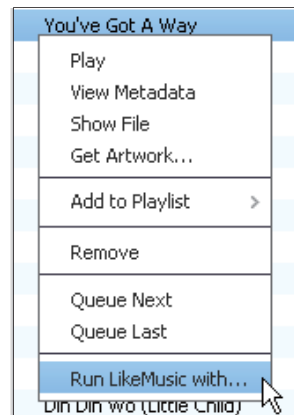 You've Got A Way
Play
View Metadata
Show File
Get Artwork...
Add to Playlist
Remove
Queue Next
Queue Last
Run LikeMusic with...
Din Din Wo (Little Child)